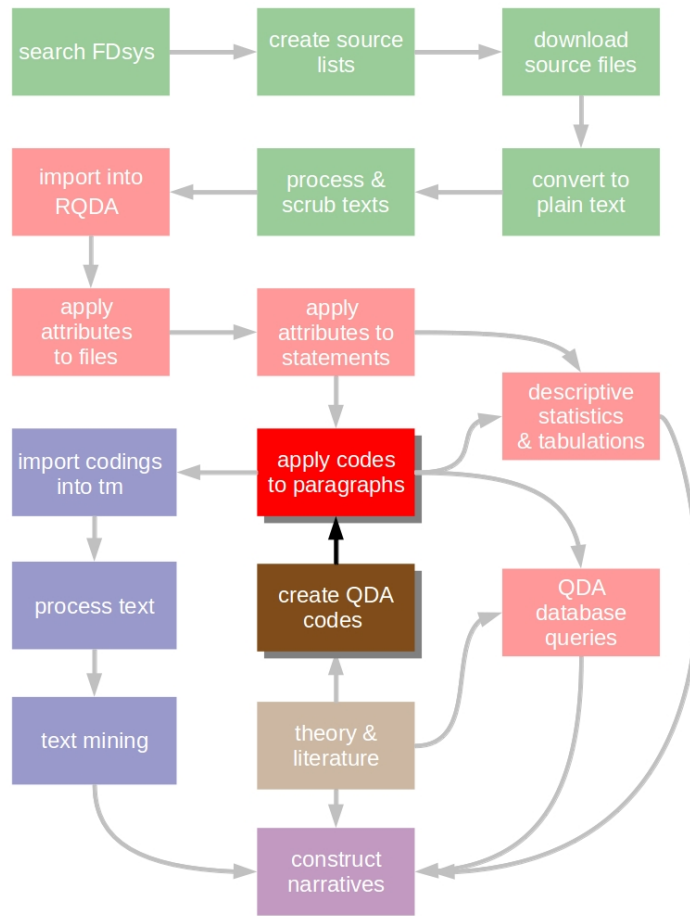 search FDsys
create source
lists
download
source files
import into
RQDA
process &
scrub texts
convert to
plain text
apply
attributes
to files
apply
attributes to
statements
descriptive
statistics
& tabulations
import codings
into tm
apply codes
to paragraphs
process text
create QDA
codes
QDA
database
queries
text mining
theory &
literature
construct
narratives